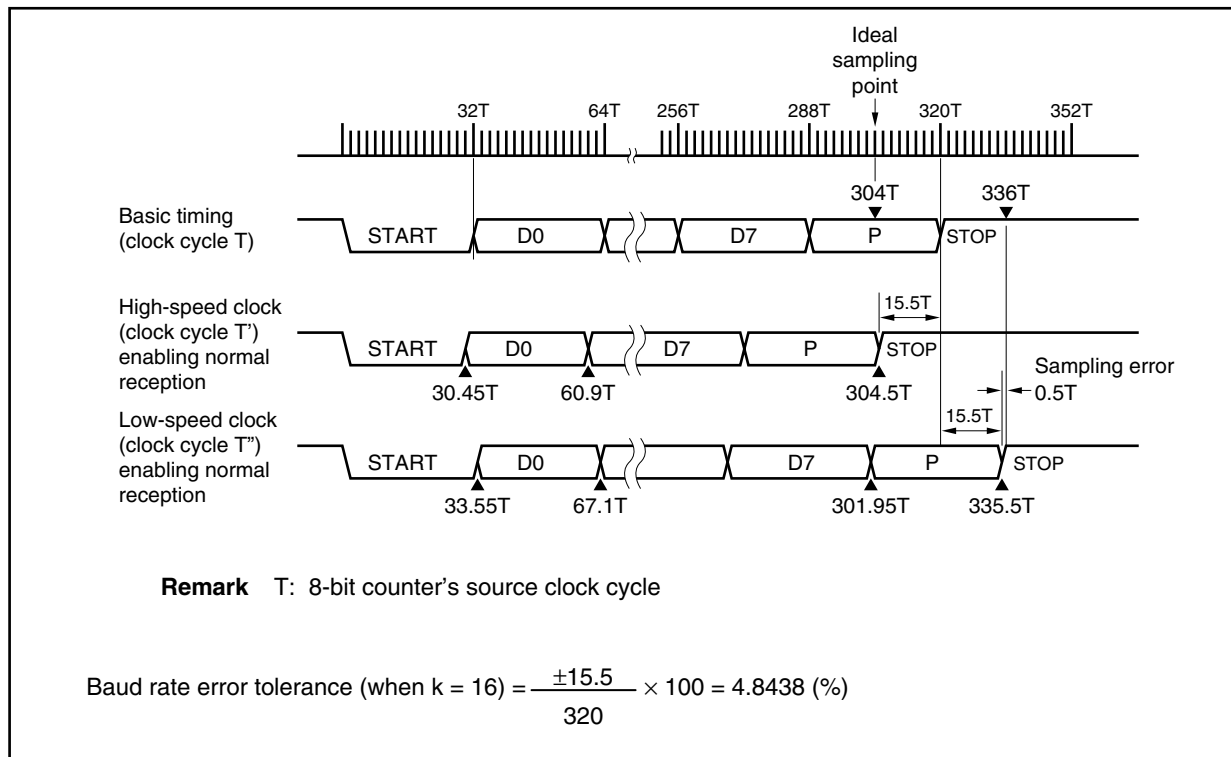 Ideal
sampling
point
32T 64T 256T 288T 320T 352T
304T 336T
Basic timing
(clock cycle T)
START D0 D7 P STOP
High-speed clock
(clock cycle T')
enabling normal
reception
15.5T
START D0 D7 P STOP
30.45T 60.9T 304.5T
Sampling error
0.5T
15.5T
Low-speed clock
(clock cycle T”)
enabling normal
reception
START D0 D7 P STOP
33.55T 67.1T 301.95T 335.5T
Remark T: 8-bit counter's source clock cycle
Baud rate error tolerance (when k = 16) = ±15.5 / 320 × 100 = 4.8438 (%)